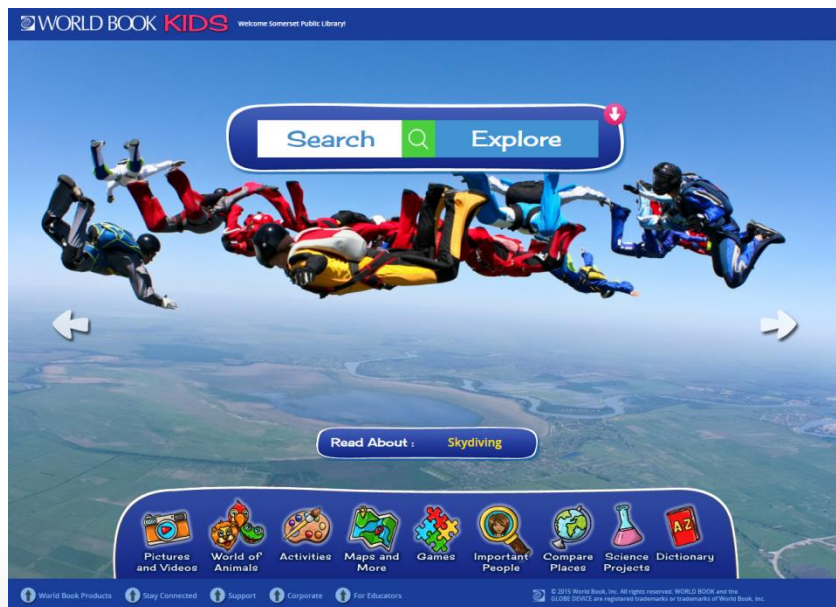 WORLD BOOK KIDS Welcome Somerset Public Library!
Search Explore
Read About : Skydiving
Pictures and Videos
World of Animals
Activities
Maps and More
Games
Important People
Compare Places
Science Projects
Dictionary
A-Z
World Book Products Stay Connected Support Corporate For Educators
© 2015 World Book, Inc. All rights reserved. WORLD BOOK and the
GLOBE DEVICE are registered trademarks or trademarks of World Book, Inc.